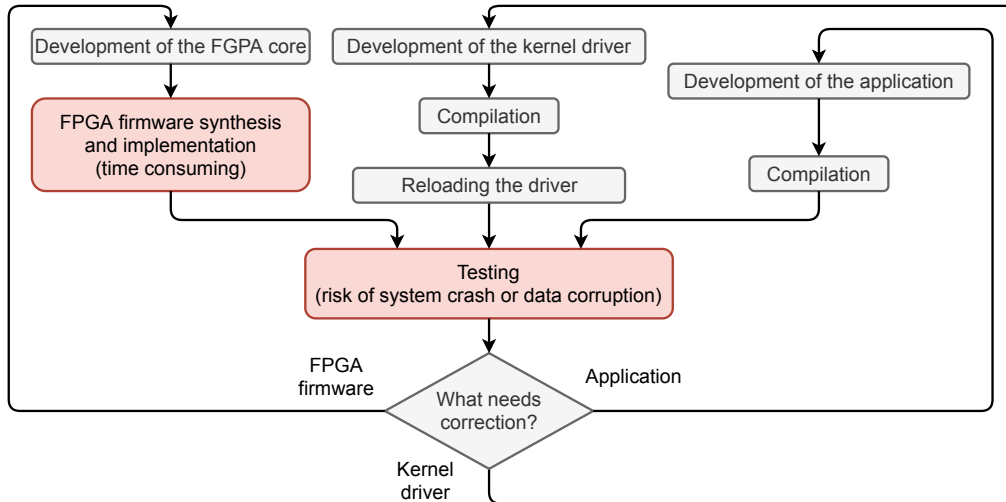 Development of the FGPA core
FPGA firmware synthesis
and implementation
(time consuming)
Development of the kernel driver
Compilation
Reloading the driver
Development of the application
Compilation
Testing
(risk of system crash or data corruption)
FPGA
firmware
What needs
correction?
Application
Kernel
driver